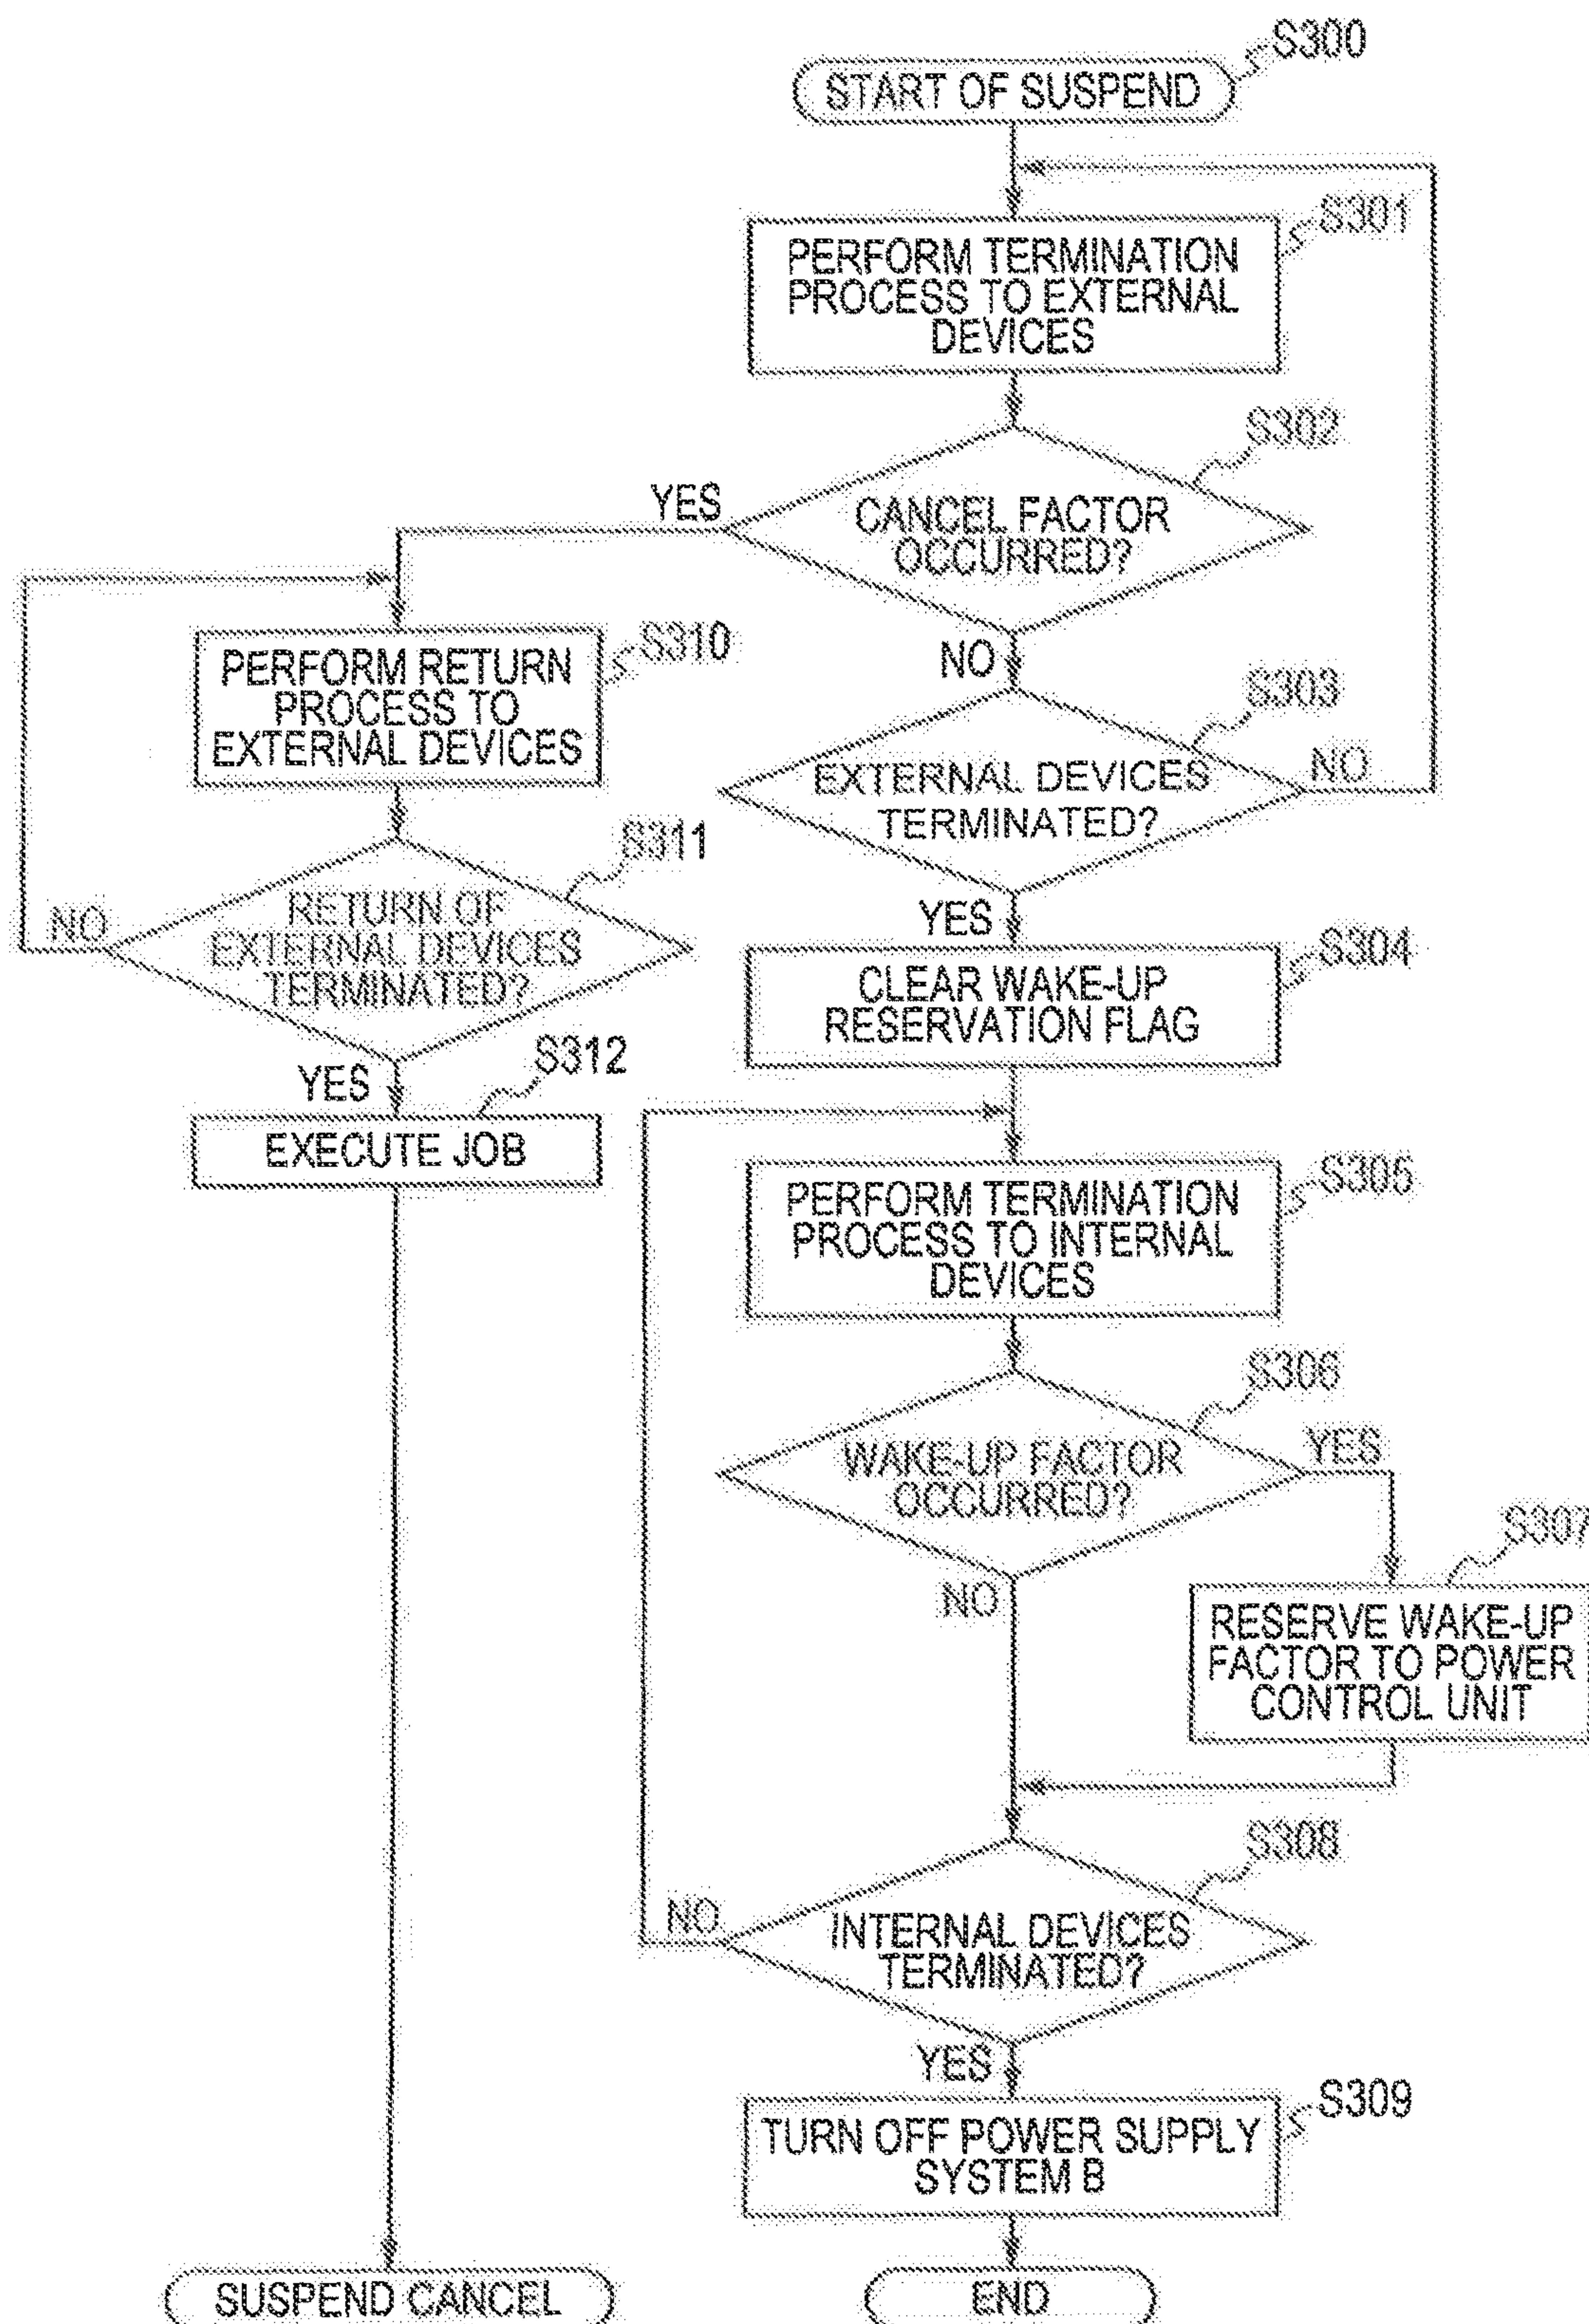 S300
START OF SUSPEND
S301
PERFORM TERMINATION
PROCESS TO EXTERNAL
DEVICES
S302
YES
CANCEL FACTOR
OCCURRED?
S310
NO
PERFORM RETURN
PROCESS TO
EXTERNAL DEVICES
S303
EXTERNAL DEVICES
TERMINATED?
NO
S311
NO
RETURN OF
EXTERNAL DEVICES
TERMINATED?
YES
S304
CLEAR WAKE-UP
RESERVATION FLAG
S312
YES
EXECUTE JOB
S305
PERFORM TERMINATION
PROCESS TO INTERNAL
DEVICES
S306
WAKE-UP FACTOR
OCCURRED?
YES
S307
NO
RESERVE WAKE-UP
FACTOR TO POWER
CONTROL UNIT
S308
NO
INTERNAL DEVICES
TERMINATED?
YES
S309
TURN OFF POWER SUPPLY
SYSTEM B
SUSPEND CANCEL
END